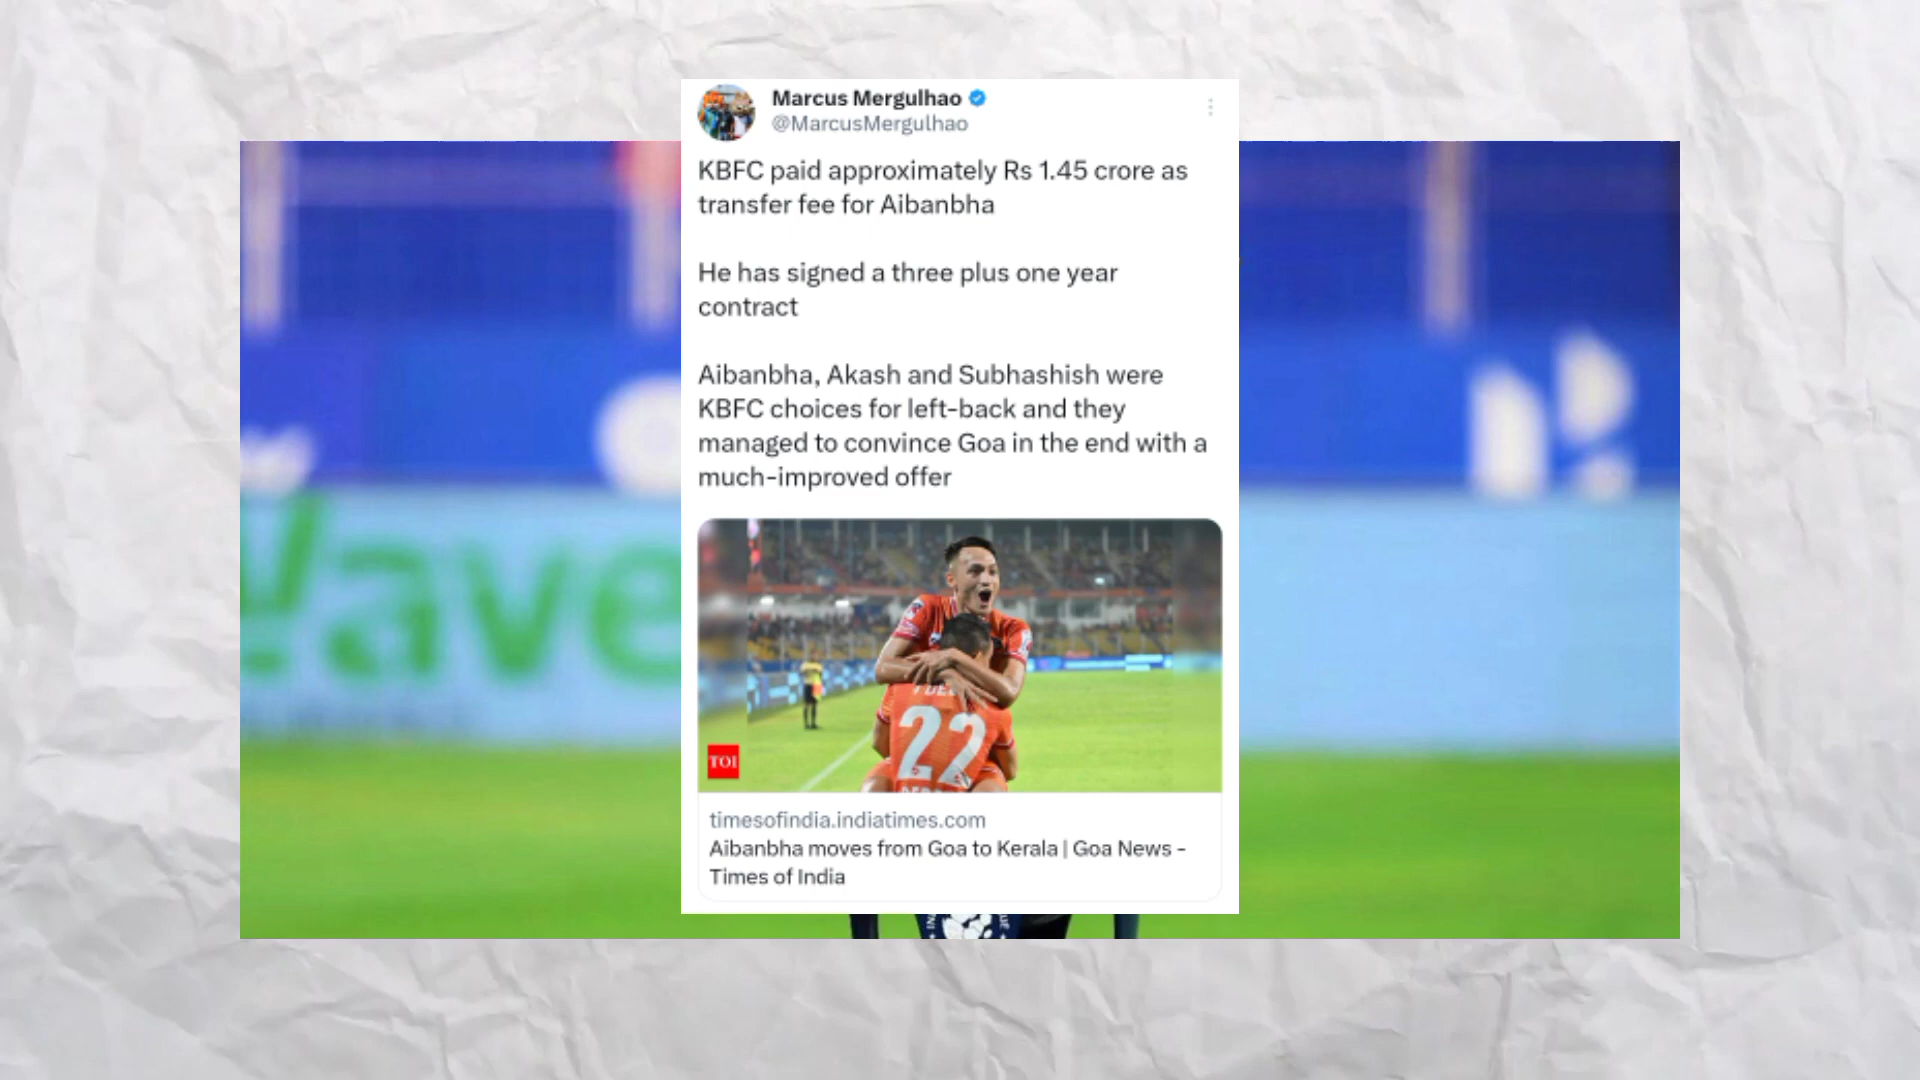 Marcus Mergulhao
@MarcusMergulhao
KBFC paid approximately Rs 1.45 crore as
transfer fee for Aibanbha
He has signed a three plus one year
contract
Aibanbha, Akash and Subhashish were
KBFC choices for left-back and they
managed to convince Goa in the end with a
much-improved offer
22
TOI
timesofindia.indiatimes.com
Aibanbha moves from Goa to Kerala | Goa News -
Times of India